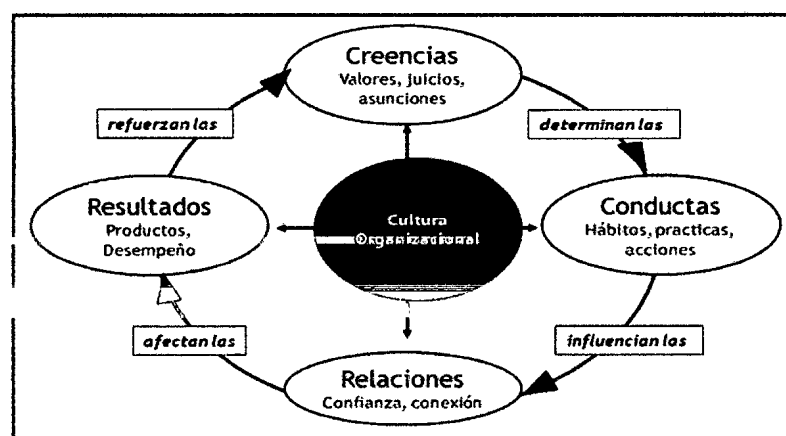 Creencias
Valores, juicios,
asunciones
refuerzan las
determinan las
Resultados
Productos,
Desempeño
Cultura
Organizacional
Conductas
Hábitos, practicas,
acciones
afectan las
influencian las
Relaciones
Confianza, conexión